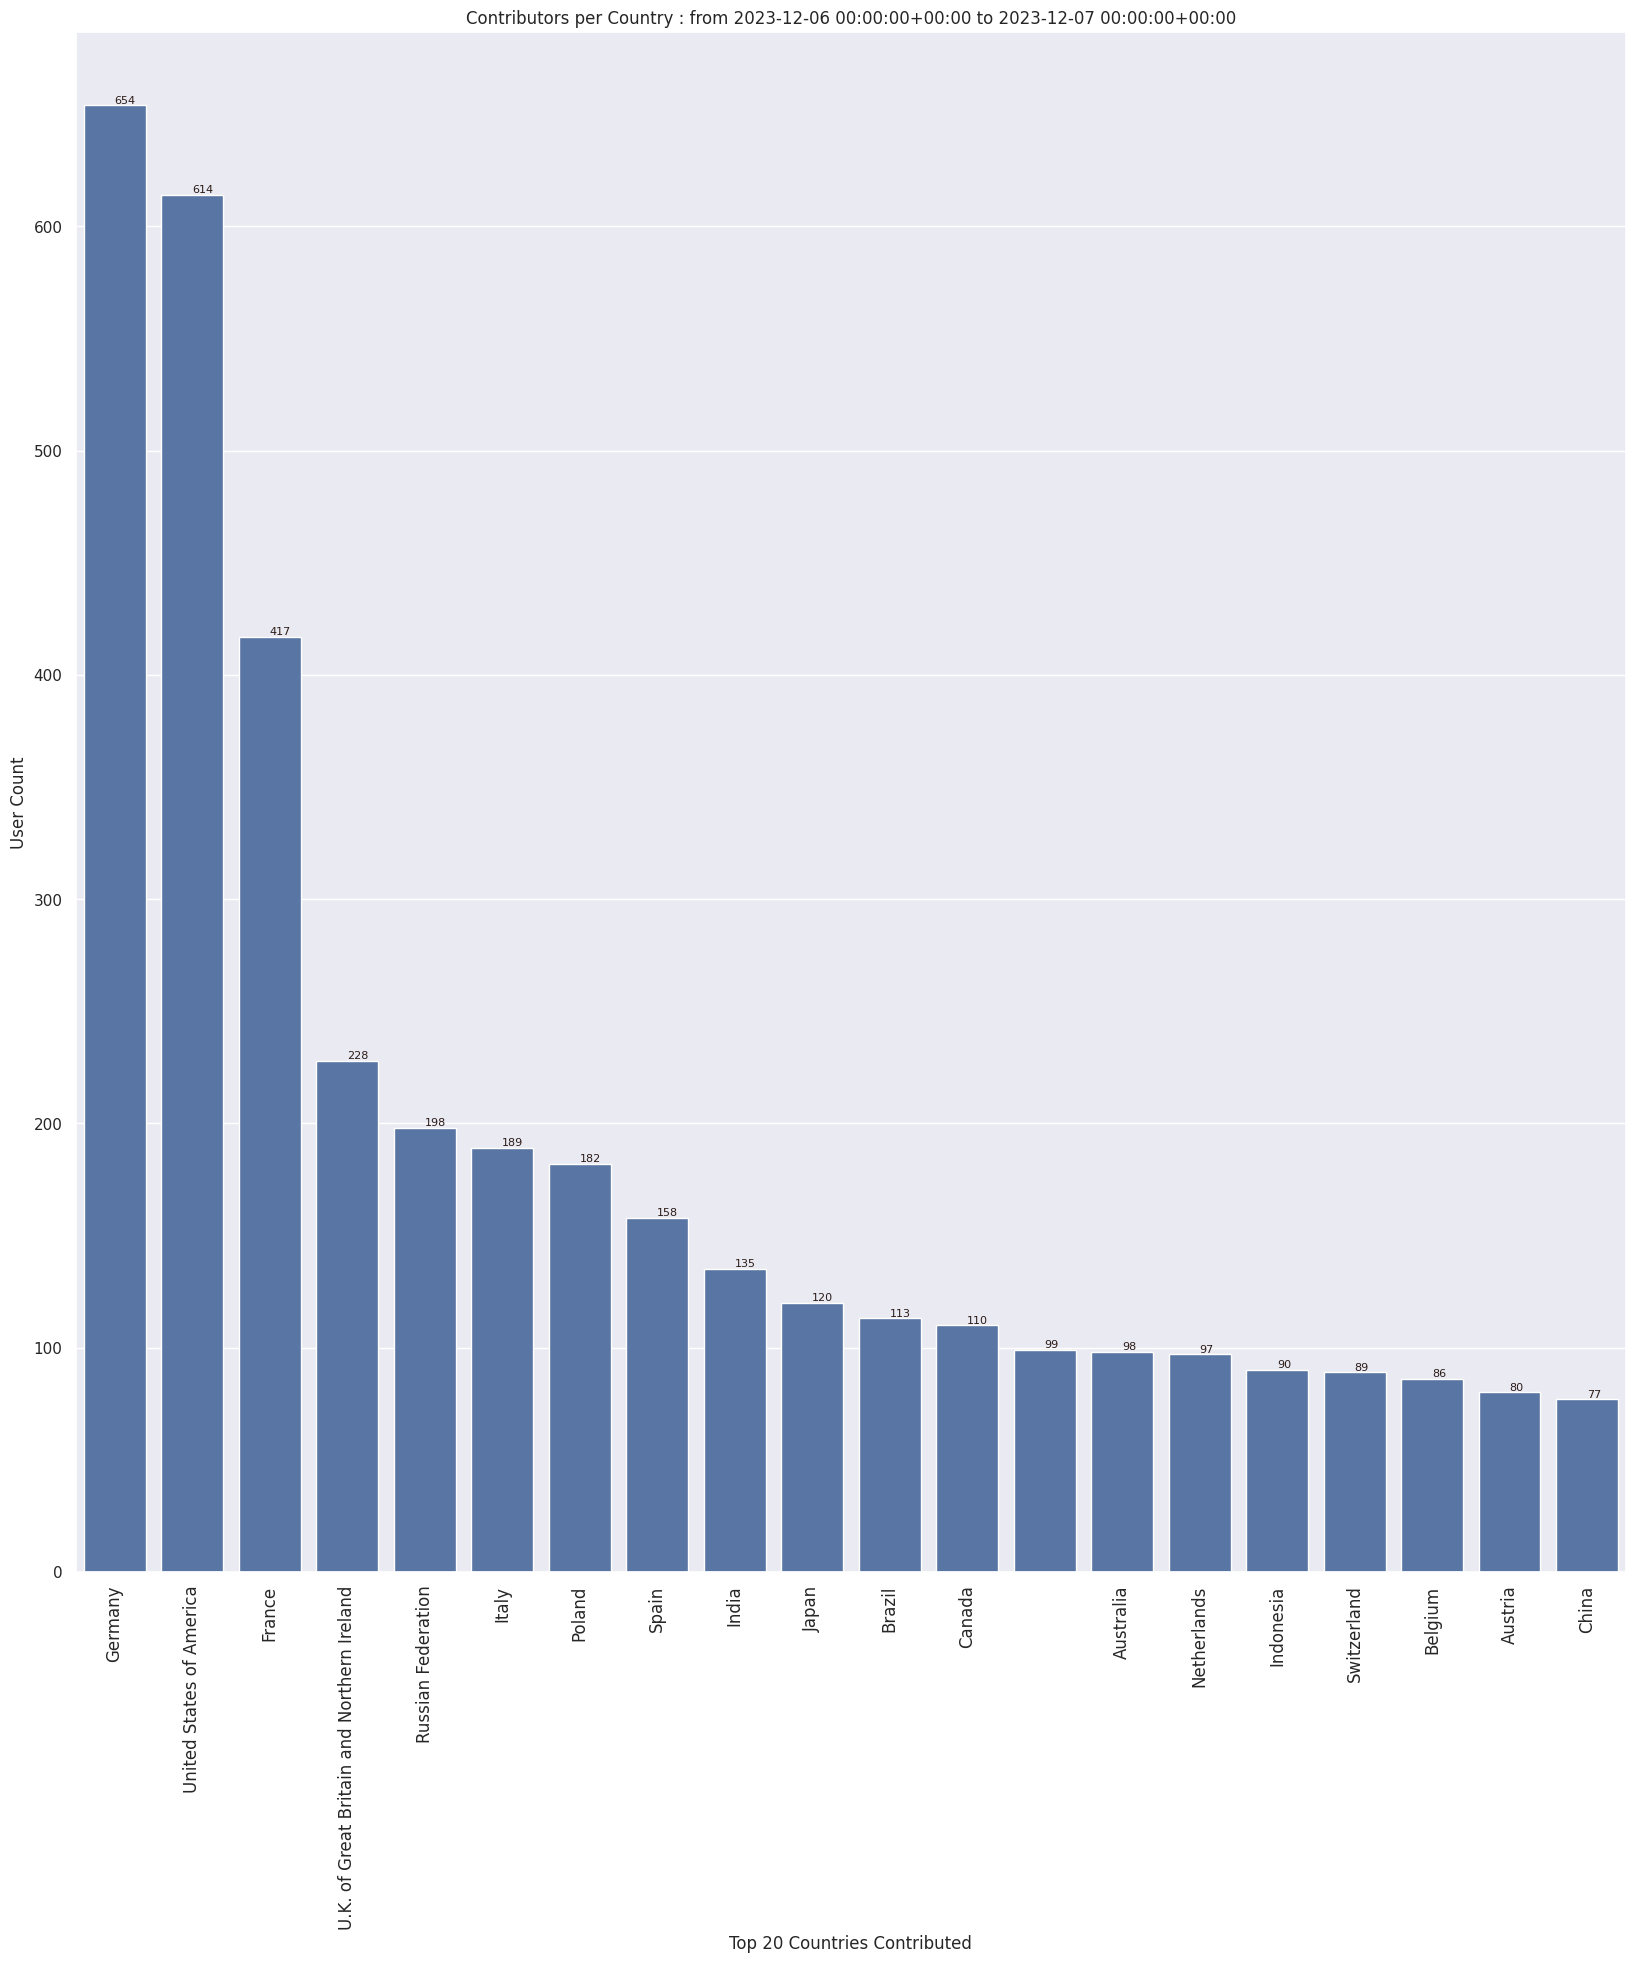 Contributors per Country : from 2023-12-06 00:00:00+00:00 to 2023-12-07 00:00:00+00:00
User Count
600
500
400
300
200
100
0
654
614
417
228
198
189
182
158
135
120
113
110
99
98
97
90
89
86
80
77
Germany
United States of America
France
U.K. of Great Britain and Northern Ireland
Russian Federation
Italy
Poland
Spain
India
Japan
Brazil
Canada
Australia
Netherlands
Indonesia
Switzerland
Belgium
Austria
China
Top 20 Countries Contributed